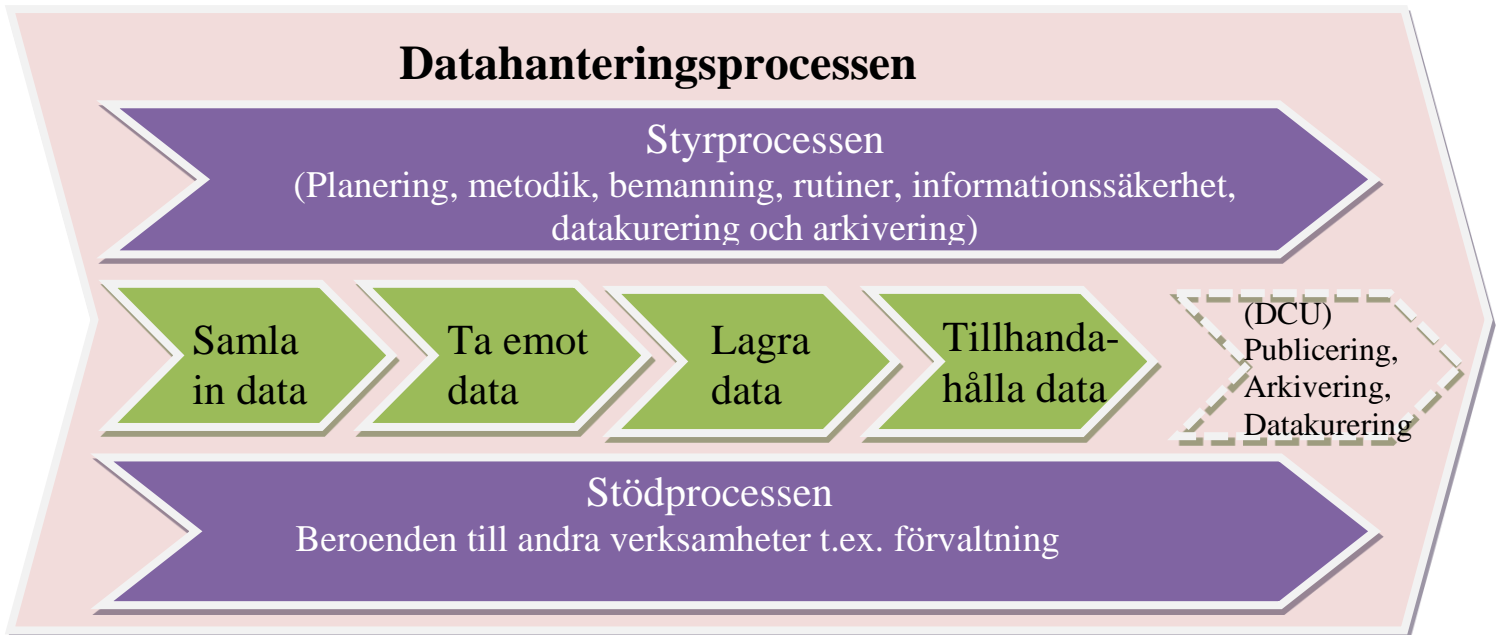 Datahanteringsprocessen
Styrprocessen
(Planering, metodik, bemanning, rutiner, informationssäkerhet,
datakurering och arkivering)
Samla
in data
Ta emot
data
Lagra
data
Tillhanda-
hålla data
(DCU)
Publicering,
Arkivering,
Datakurering
Stödprocessen
Beroenden till andra verksamheter t.ex. förvaltning